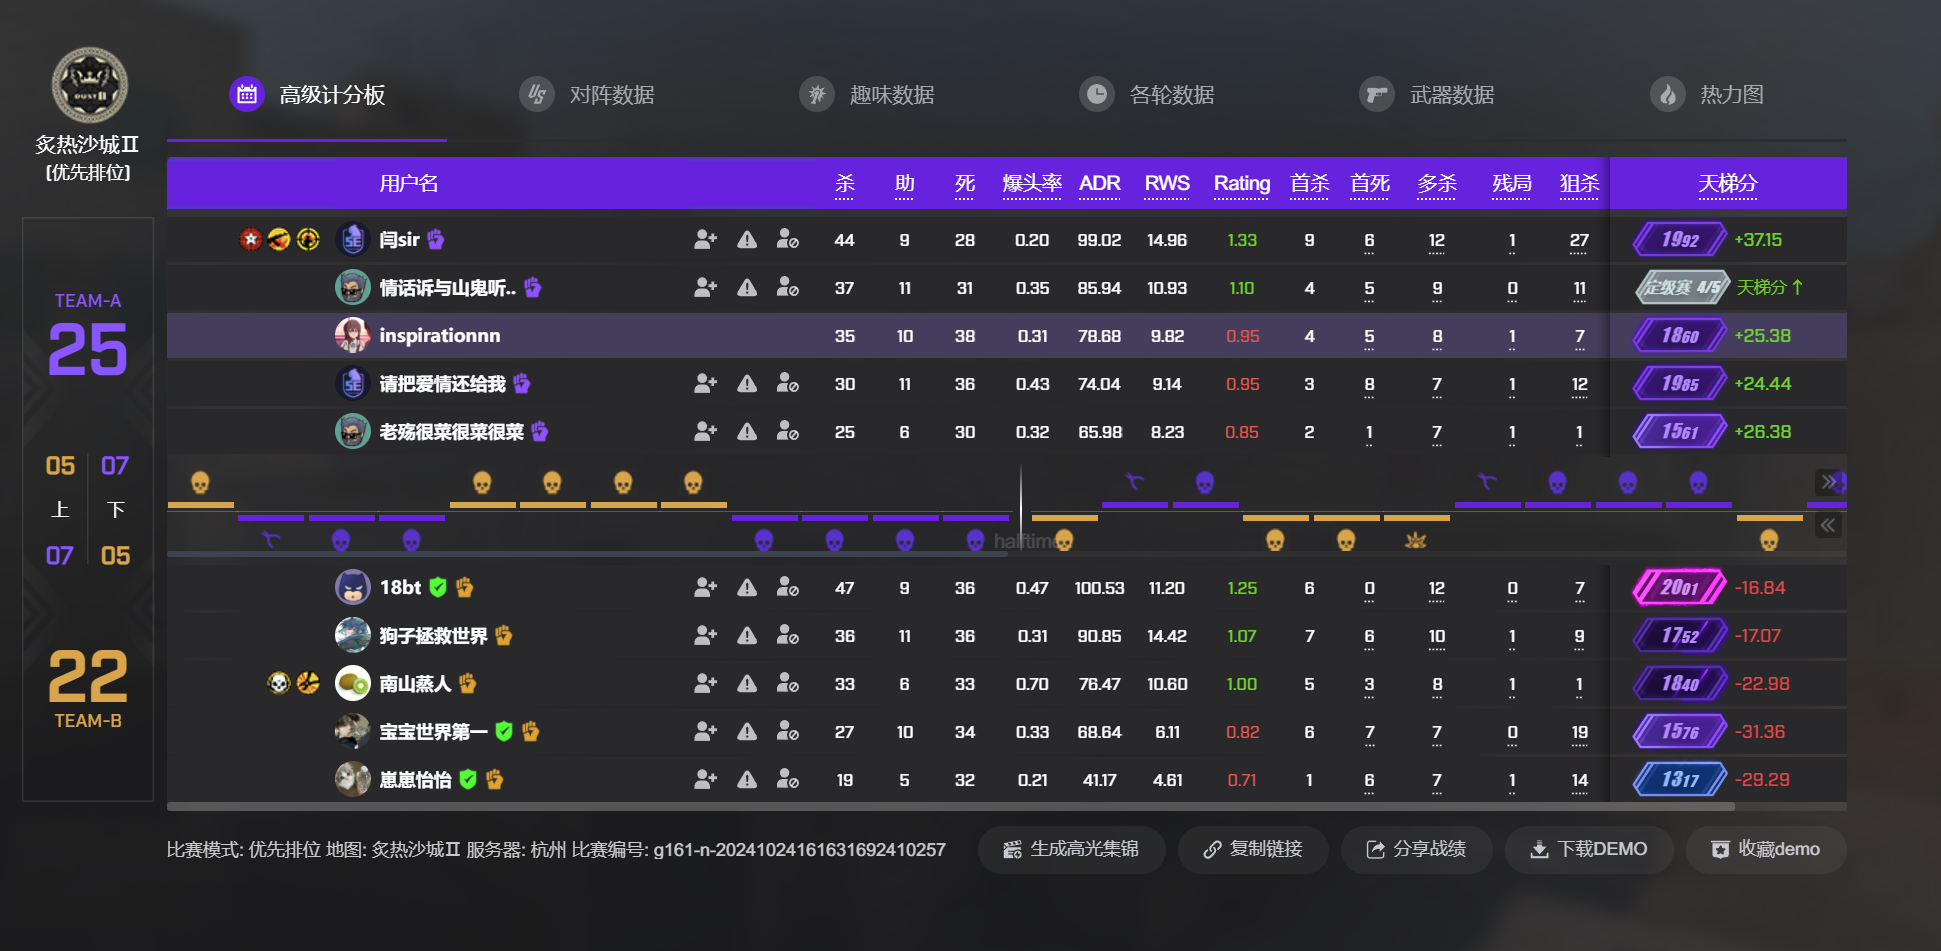 DUST II
炙热沙城II
(优先排位)
高级计分板 对阵数据 趣味数据 各轮数据 武器数据 热力图
用户名 杀 助 死 爆头率 ADR RWS Rating 首杀 首死 多杀 残局 狙杀 天梯分
闫sir 44 9 28 0.20 99.02 14.96 1.33 9 6 12 1 27 1992 +37.15
情话诉与山鬼听.. 37 11 31 0.35 85.94 10.93 1.10 4 5 9 0 11 定级赛 4/5 天梯分↑
inspirationnn 35 10 38 0.31 78.68 9.82 0.95 4 5 8 1 7 1860 +25.38
请把爱情还给我 30 11 36 0.43 74.04 9.14 0.95 3 8 7 1 12 1985 +24.44
老殇很菜很菜很菜 25 6 30 0.32 65.98 8.23 0.85 2 1 7 1 1 1561 +26.38
TEAM-A
25
05 07
上 下
07 05
22
TEAM-B
halftime
18bt 47 9 36 0.47 100.53 11.20 1.25 6 0 12 0 7 2001 -16.84
狗子拯救世界 36 11 36 0.31 90.85 14.42 1.07 7 6 10 1 9 1752 -17.07
南山蒸人 33 6 33 0.70 76.47 10.60 1.00 5 3 8 1 1 1840 -22.98
宝宝世界第一 27 10 34 0.33 68.64 6.11 0.82 6 7 7 0 19 1576 -31.36
崽崽怡怡 19 5 32 0.21 41.17 4.61 0.71 1 6 7 1 14 1317 -29.29
比赛模式: 优先排位 地图: 炙热沙城II 服务器: 杭州 比赛编号: g161-n-20241024161631692410257
生成高光集锦 复制链接 分享战绩 下载DEMO 收藏demo